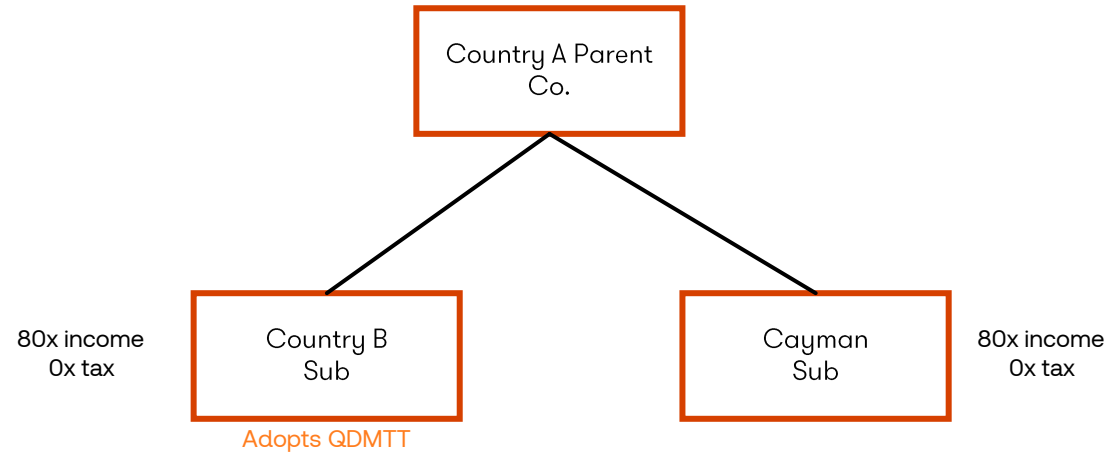 Country A Parent
Co.
80x income
0x tax
Country B
Sub
Cayman
Sub
80x income
0x tax
Adopts QDMTT